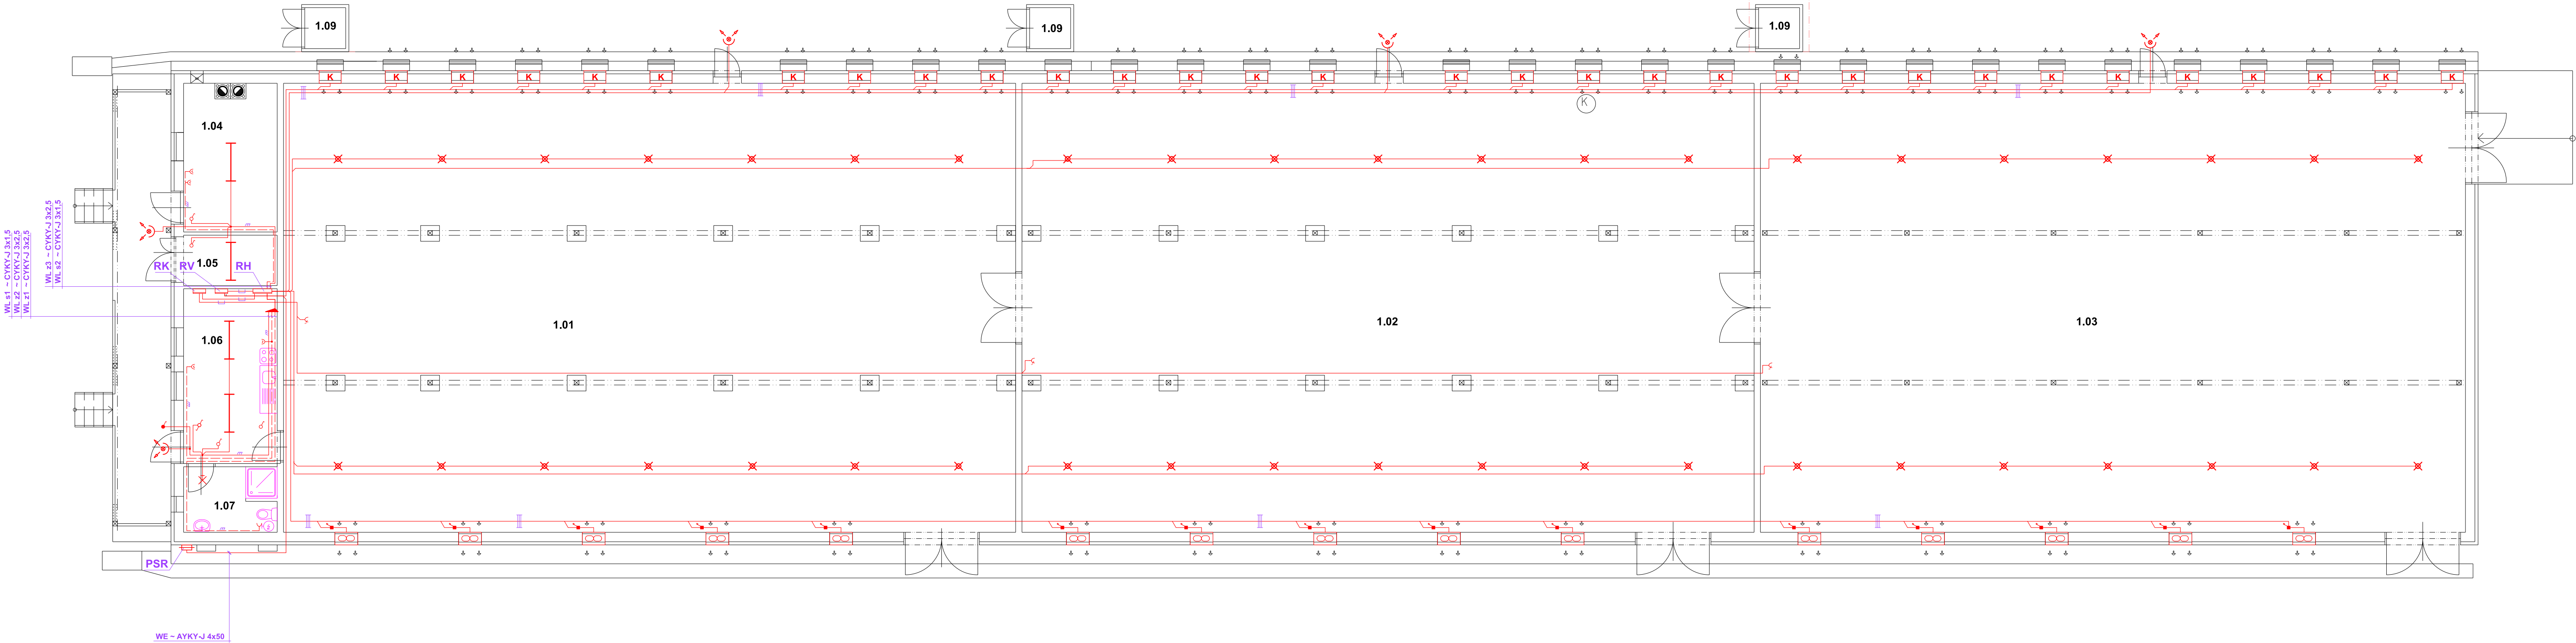 1.09 1.09 1.09
K K K K K K K K K K K K K K K K K K K K K K K K K K K K K K K
K
1.04
1.05
RK RV RH
WL s1 ~ CYKY-J 3x1,5
WL z2 ~ CYKY-J 3x2,5
WL z1 ~ CYKY-J 3x2,5
WL z3 ~ CYKY-J 3x2,5
WL s2 ~ CYKY-J 3x1,5
1.01 1.02 1.03
1.06
1.07
PSR
WE ~ AYKY-J 4x50